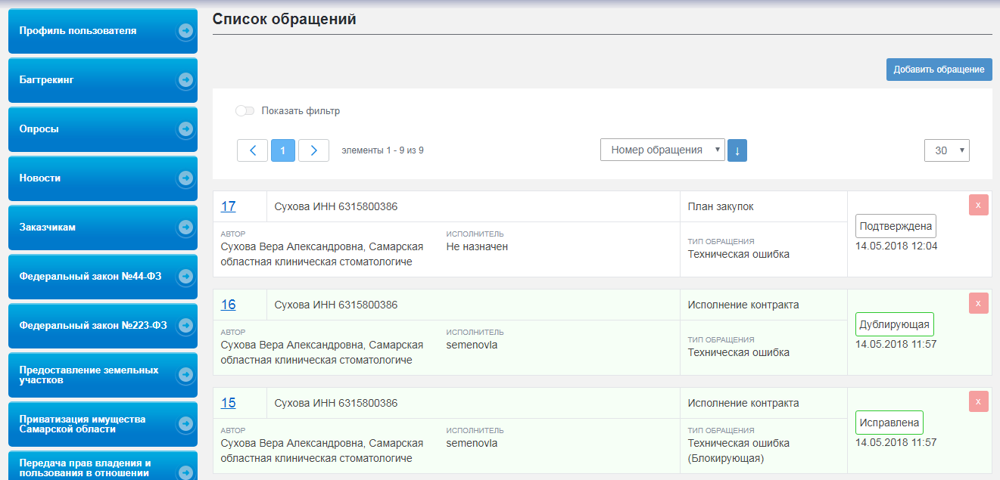 Профиль пользователя
Багтрекинг
Опросы
Новости
Заказчикам
Федеральный закон №44-ФЗ
Федеральный закон №223-ФЗ
Предоставление земельных
участков
Приватизация имущества
Самарской области
Передача прав владения и
пользования в отношении
Список обращений
Добавить обращение
Показать фильтр
1
элементы 1 - 9 из 9
Номер обращения
↓
30
17
Сухова ИНН 6315800386
План закупок
x
АВТОР
Сухова Вера Александровна, Самарская
областная клиническая стоматологиче
ИСПОЛНИТЕЛЬ
Не назначен
ТИП ОБРАЩЕНИЯ
Техническая ошибка
Подтверждена
14.05.2018 12:04
16
Сухова ИНН 6315800386
Исполнение контракта
x
АВТОР
Сухова Вера Александровна, Самарская
областная клиническая стоматологиче
ИСПОЛНИТЕЛЬ
semenovla
ТИП ОБРАЩЕНИЯ
Техническая ошибка
Дублирующая
14.05.2018 11:57
15
Сухова ИНН 6315800386
Исполнение контракта
x
АВТОР
Сухова Вера Александровна, Самарская
областная клиническая стоматологиче
ИСПОЛНИТЕЛЬ
semenovla
ТИП ОБРАЩЕНИЯ
Техническая ошибка
(Блокирующая)
Исправлена
14.05.2018 11:57